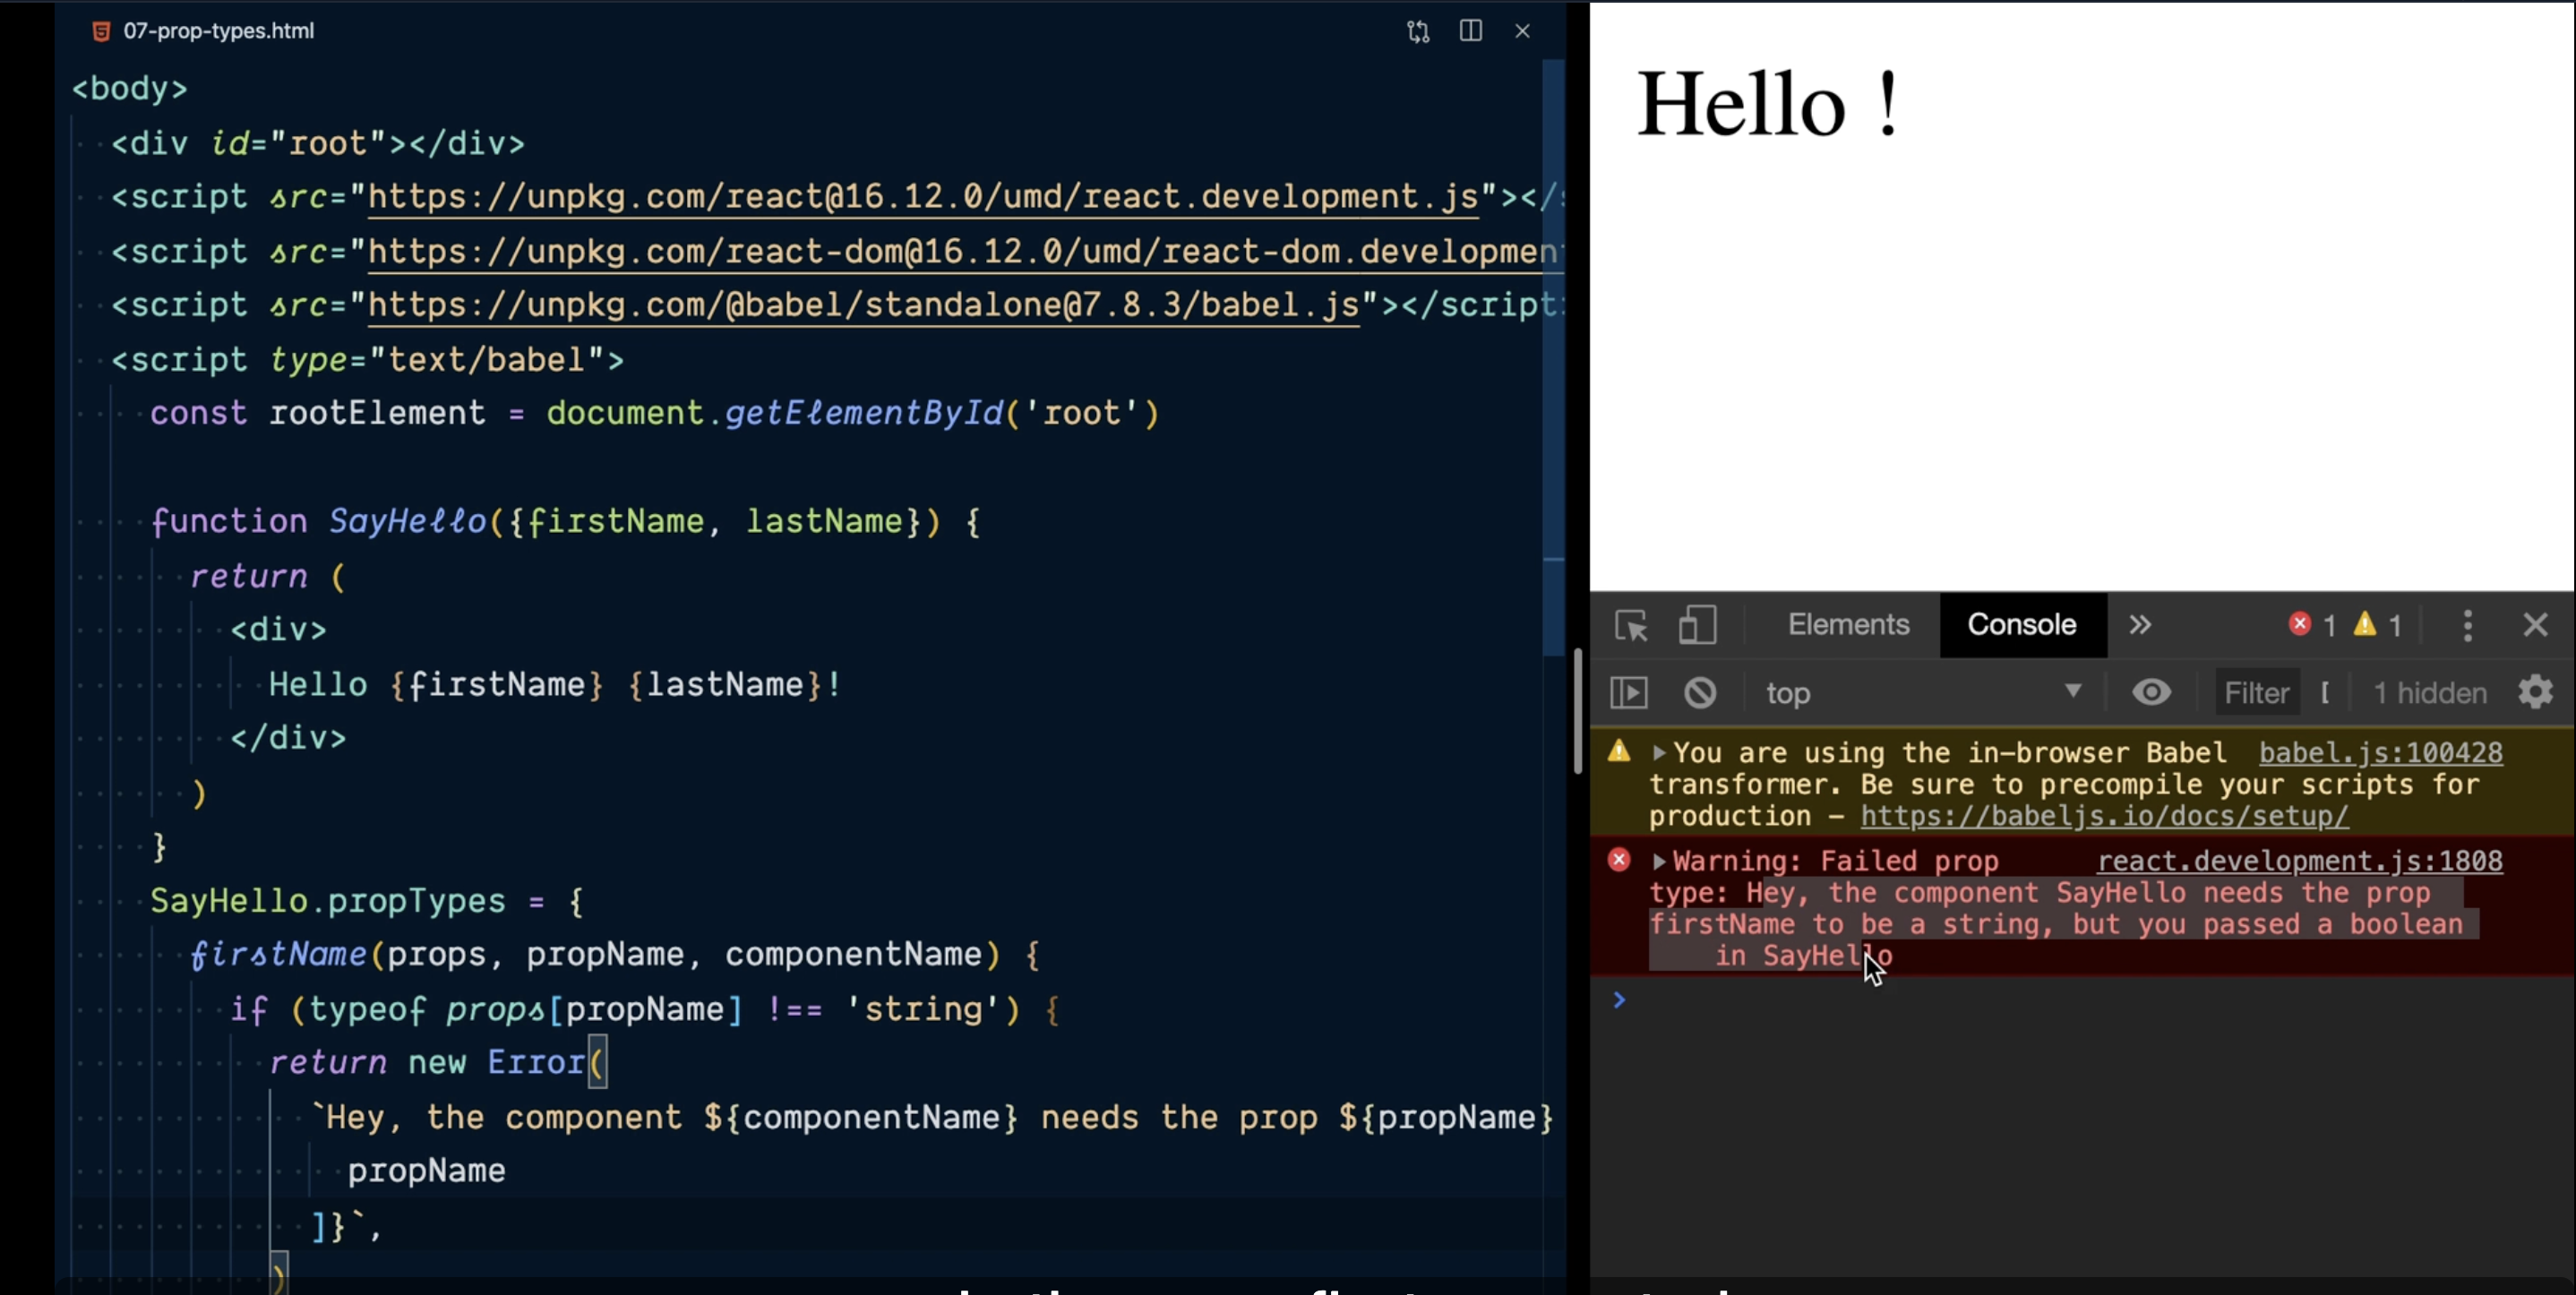 07-prop-types.html
<body>
<div id="root"></div>
<script src="https://unpkg.com/react@16.12.0/umd/react.development.js"></
<script src="https://unpkg.com/react-dom@16.12.0/umd/react-dom.developmen
<script src="https://unpkg.com/@babel/standalone@7.8.3/babel.js"></script
<script type="text/babel">
const rootElement = document.getElementById('root')
function SayHello({firstName, lastName}) {
return (
<div>
Hello {firstName} {lastName}!
</div>
)
}
SayHello.propTypes = {
firstName(props, propName, componentName) {
if (typeof props[propName] !== 'string') {
return new Error(
`Hey, the component ${componentName} needs the prop ${propName}
propName
]}`,
)
Hello !
Elements Console 1 1
top Filter 1 hidden
You are using the in-browser Babel babel.js:100428
transformer. Be sure to precompile your scripts for
production – https://babeljs.io/docs/setup/
Warning: Failed prop react.development.js:1808
type: Hey, the component SayHello needs the prop
firstName to be a string, but you passed a boolean
in SayHello